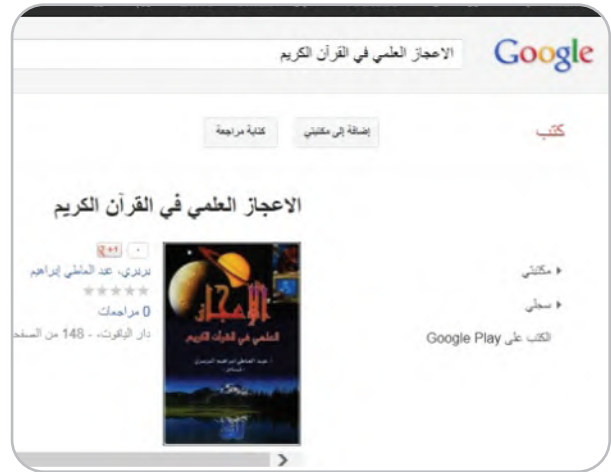 Google
الاعجاز العلمي في القرآن الكريم
كتب
إضافة إلى مكتبتي
كتابة مراجعة
الاعجاز العلمي في القرآن الكريم
+1
بربري، عبد العاطي إبراهيم
0 مراجعات
دار الياقوت، - 148 من الصفحا
مكتبتي
سجلي
الكتب على Google Play
الإعجاز
العلمي في القرآن الكريم